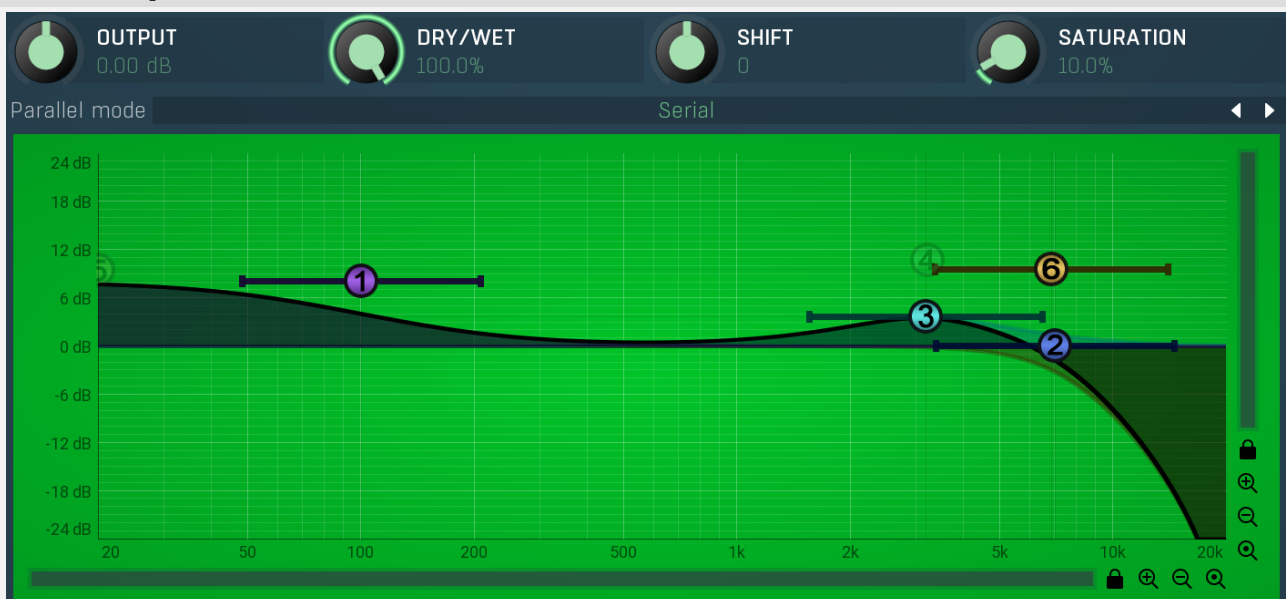 OUTPUT
0.00 dB
DRY/WET
100.0%
SHIFT
0
SATURATION
10.0%
Parallel mode
Serial
24 dB
18 dB
12 dB
6 dB
0 dB
-6 dB
-12 dB
-18 dB
-24 dB
5
1
4
6
3
2
20
50
100
200
500
1k
2k
5k
10k
20k